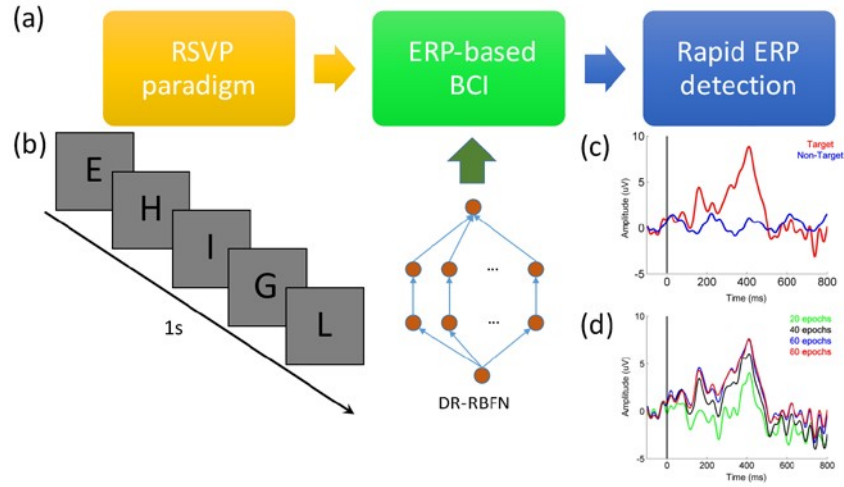 (a)
RSVP
paradigm
ERP-based
BCI
Rapid ERP
detection
(b)
E
H
I
G
L
1s
...
...
DR-RBFN
(c)
Target
Non-Target
Amplitude (uV)
10
5
0
-5
0 200 400 600 800
Time (ms)
(d)
20 epochs
40 epochs
60 epochs
80 epochs
Amplitude (uV)
10
5
0
-5
0 200 400 600 800
Time (ms)